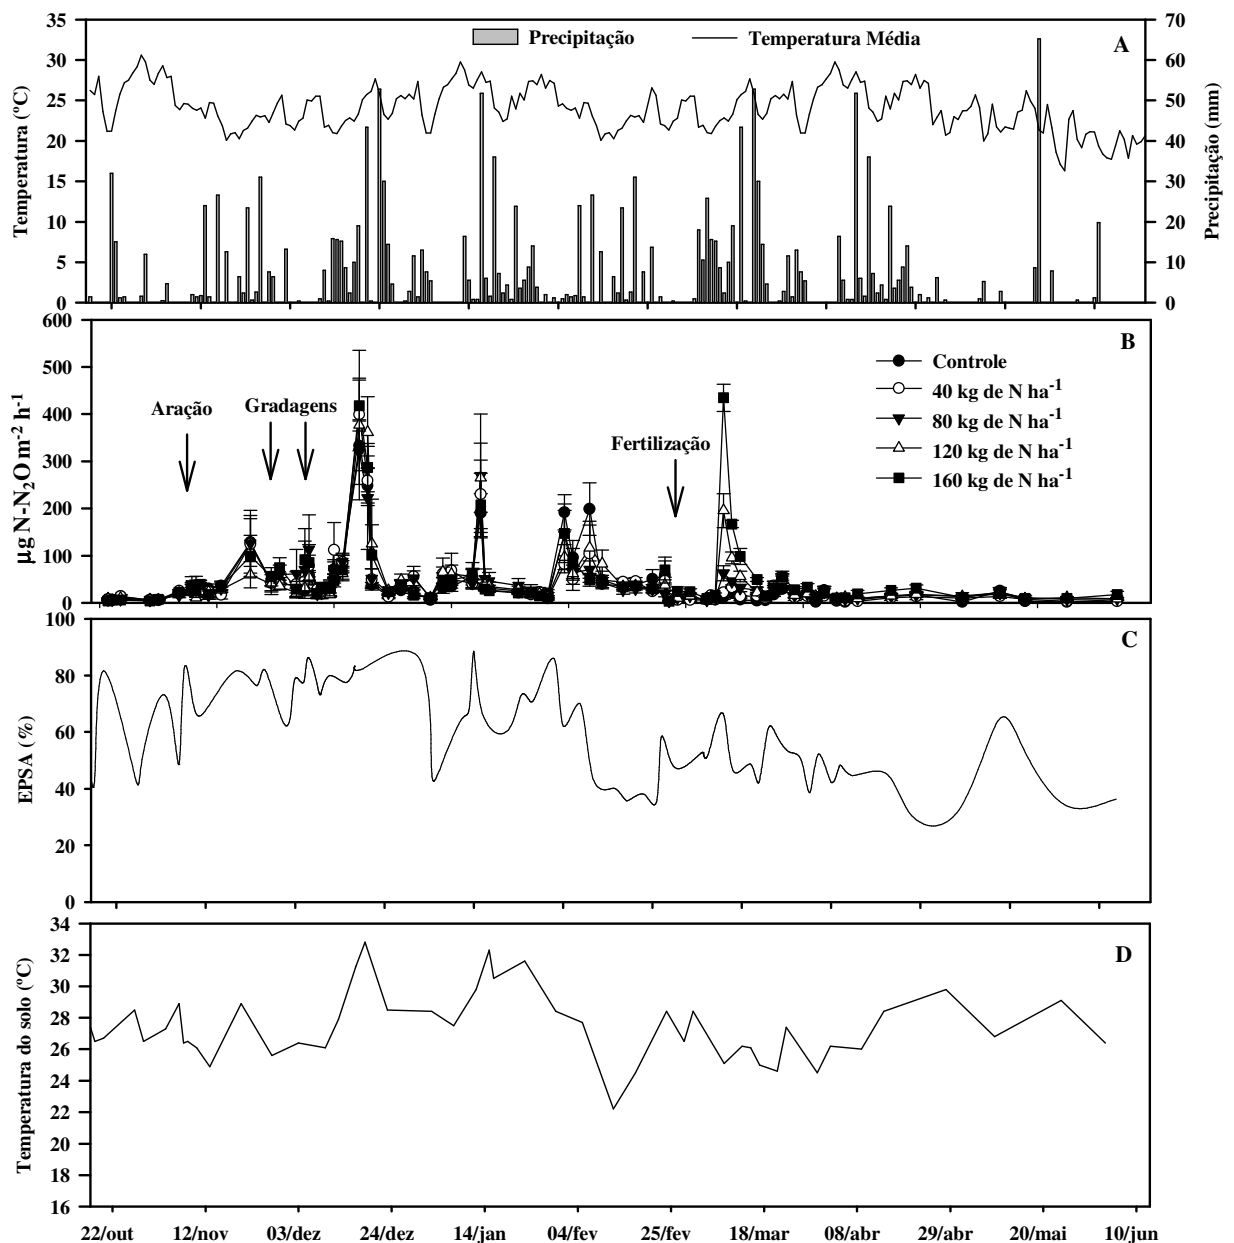 Precipitação
Temperatura Média
A
Temperatura (ºC)
35
30
25
20
15
10
5
0
Precipitação (mm)
70
60
50
40
30
20
10
0
B
µg N-N₂O m⁻² h⁻¹
600
500
400
300
200
100
0
Aração
Gradagens
Fertilização
Controle
40 kg de N ha⁻¹
80 kg de N ha⁻¹
120 kg de N ha⁻¹
160 kg de N ha⁻¹
C
EPSA (%)
100
80
60
40
20
0
D
Temperatura do solo (ºC)
34
32
30
28
26
24
22
20
18
16
22/out 12/nov 03/dez 24/dez 14/jan 04/fev 25/fev 18/mar 08/abr 29/abr 20/mai 10/jun